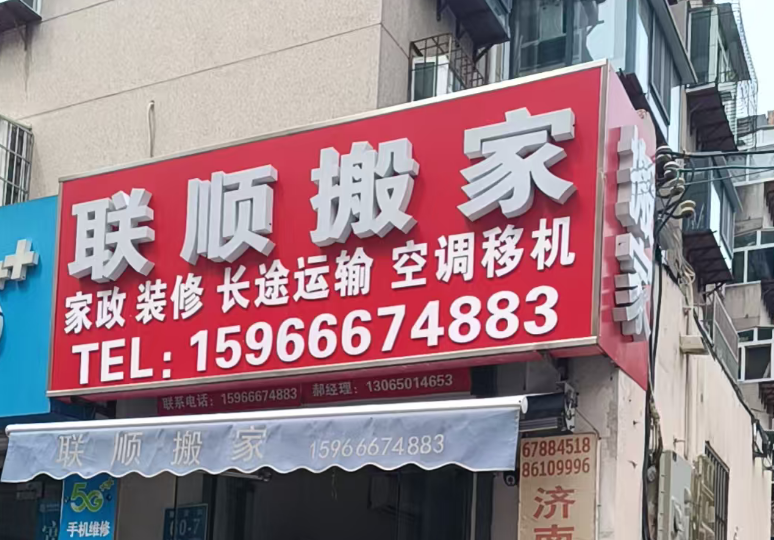 联顺搬家
家政 装修 长途运输 空调移机
TEL：15966674883
搬家
联系电话：15966674883 郝经理：13065014653
联顺搬家 15966674883
67884518
86109996
济南
5G
手机维修
60-7